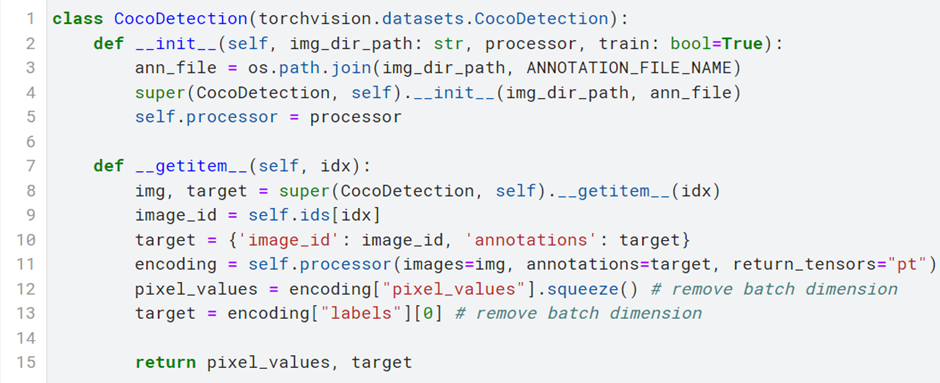 1 class CocoDetection(torchvision.datasets.CocoDetection):
2 def __init__(self, img_dir_path: str, processor, train: bool=True):
3 ann_file = os.path.join(img_dir_path, ANNOTATION_FILE_NAME)
4 super(CocoDetection, self).__init__(img_dir_path, ann_file)
5 self.processor = processor
6
7 def __getitem__(self, idx):
8 img, target = super(CocoDetection, self).__getitem__(idx)
9 image_id = self.ids[idx]
10 target = {'image_id': image_id, 'annotations': target}
11 encoding = self.processor(images=img, annotations=target, return_tensors="pt")
12 pixel_values = encoding["pixel_values"].squeeze() # remove batch dimension
13 target = encoding["labels"][0] # remove batch dimension
14
15 return pixel_values, target